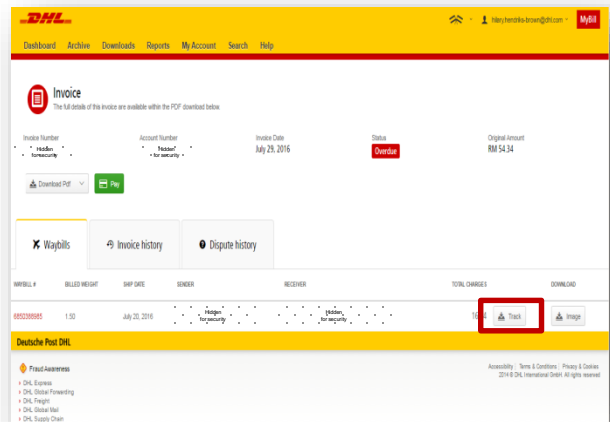 DHL
hilary.hendriks-brown@dhl.com
MyBill
Dashboard Archive Downloads Reports My Account Search Help
Invoice
The full details of this invoice are available within the PDF download below.
Invoice Number Account Number Invoice Date Status Original Amount
Hidden for security Hidden for security July 29, 2016 Overdue RM 54.34
Download Pdf Pay
Waybills Invoice history Dispute history
WAYBILL # BILLED WEIGHT SHIP DATE SENDER RECEIVER TOTAL CHARGES DOWNLOAD
6850386985 1.50 July 20, 2016 Hidden for security Hidden for security Track Image
Deutsche Post DHL
Fraud Awareness
DHL Express
DHL Global Forwarding
DHL Freight
DHL Global Mail
DHL Supply Chain
Accessibility | Terms & Conditions | Privacy & Cookies
2014 © DHL International GmbH. All rights reserved